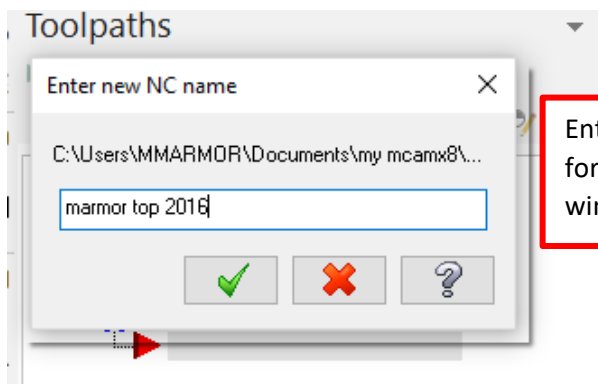 Toolpaths
Enter new NC name
C:\Users\MMARMOR\Documents\my mcamx8\...
marmor top 2016
?